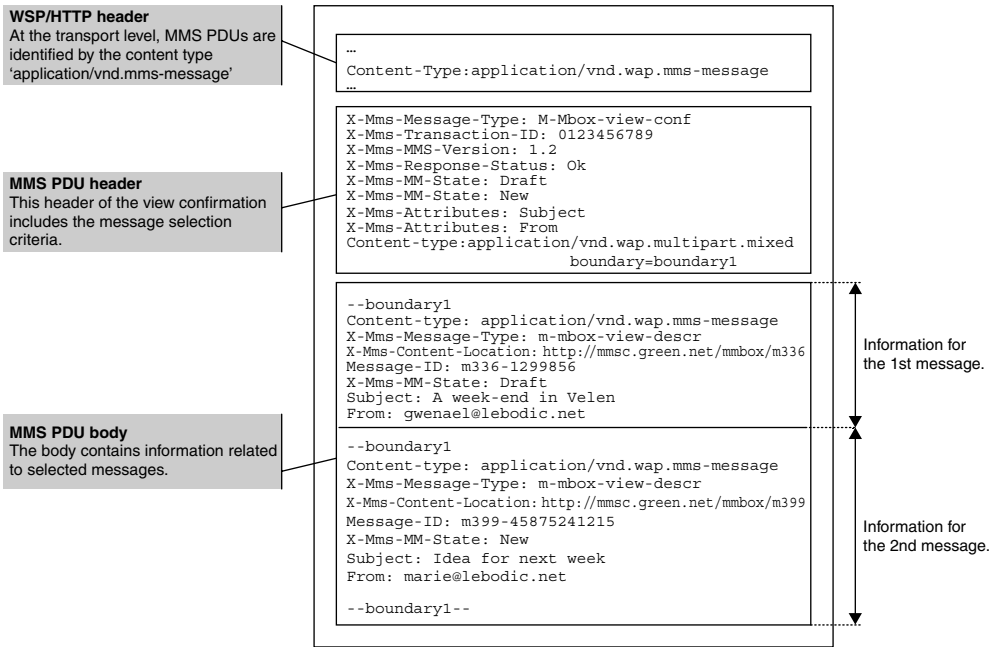 WSP/HTTP header
At the transport level, MMS PDUs are
identified by the content type
‘application/vnd.mms-message’
...
Content-Type:application/vnd.wap.mms-message
...
MMS PDU header
This header of the view confirmation
includes the message selection
criteria.
X-Mms-Message-Type: M-Mbox-view-conf
X-Mms-Transaction-ID: 0123456789
X-Mms-MMS-Version: 1.2
X-Mms-Response-Status: Ok
X-Mms-MM-State: Draft
X-Mms-MM-State: New
X-Mms-Attributes: Subject
X-Mms-Attributes: From
Content-type:application/vnd.wap.multipart.mixed
boundary=boundary1
--boundary1
Content-type: application/vnd.wap.mms-message
X-Mms-Message-Type: m-mbox-view-descr
X-Mms-Content-Location: http://mmsc.green.net/mmbox/m336
Message-ID: m336-1299856
X-Mms-MM-State: Draft
Subject: A week-end in Velen
From: gwenael@lebodic.net
Information for
the 1st message.
MMS PDU body
The body contains information related
to selected messages.
--boundary1
Content-type: application/vnd.wap.mms-message
X-Mms-Message-Type: m-mbox-view-descr
X-Mms-Content-Location: http://mmsc.green.net/mmbox/m399
Message-ID: m399-45875241215
X-Mms-MM-State: New
Subject: Idea for next week
From: marie@lebodic.net
--boundary1--
Information for
the 2nd message.